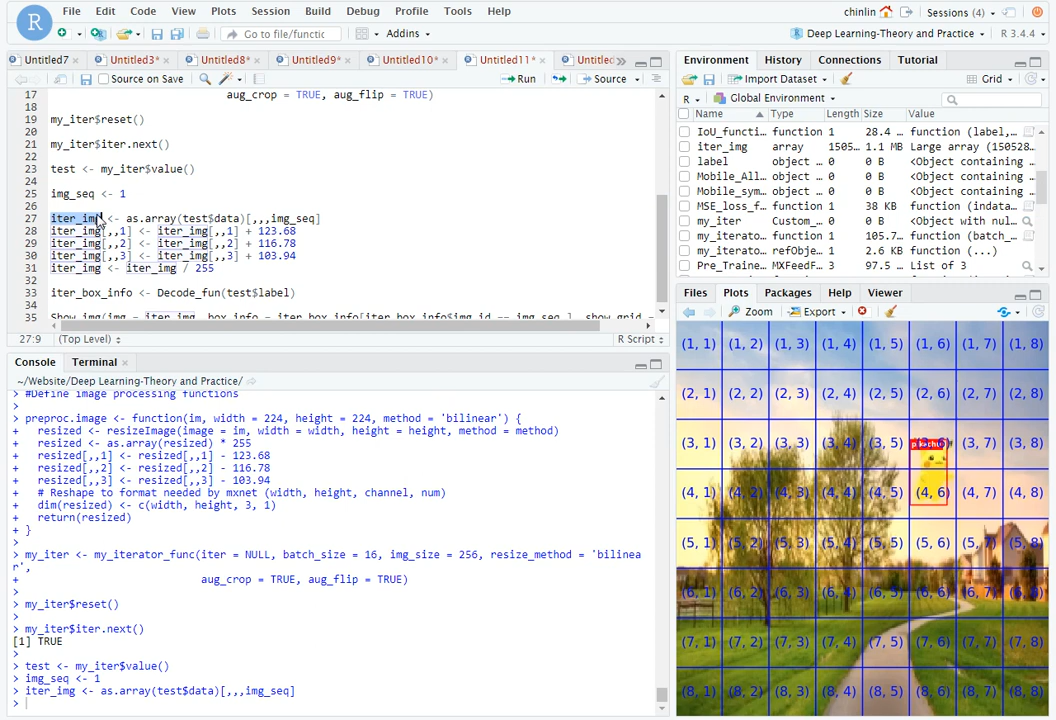 File Edit Code View Plots Session Build Debug Profile Tools Help
chinlin Sessions (4)
Go to file/functic Addins
Deep Learning-Theory and Practice R 3.4.4
Untitled7 Untitled3* Untitled8* Untitled9* Untitled10* Untitled11* Untitled
Source on Save Run Source
17 aug_crop = TRUE, aug_flip = TRUE)
18
19 my_iter$reset()
20
21 my_iter$iter.next()
22
23 test <- my_iter$value()
24
25 img_seq <- 1
26
27 iter_img <- as.array(test$data)[,,,img_seq]
28 iter_img[,,1] <- iter_img[,,1] + 123.68
29 iter_img[,,2] <- iter_img[,,2] + 116.78
30 iter_img[,,3] <- iter_img[,,3] + 103.94
31 iter_img <- iter_img / 255
32
33 iter_box_info <- Decode_fun(test$label)
34
35 Show_img(img = iter_img, box_info = iter_box_info[iter_box_info$img_id == img_seq,], show_grid =
27:9 (Top Level) R Script
Console Terminal
~/Website/Deep Learning-Theory and Practice/
> #Define image processing functions
>
> preproc.image <- function(im, width = 224, height = 224, method = 'bilinear') {
+ resized <- resizeImage(image = im, width = width, height = height, method = method)
+ resized <- as.array(resized) * 255
+ resized[,,1] <- resized[,,1] - 123.68
+ resized[,,2] <- resized[,,2] - 116.78
+ resized[,,3] <- resized[,,3] - 103.94
+ # Reshape to format needed by mxnet (width, height, channel, num)
+ dim(resized) <- c(width, height, 3, 1)
+ return(resized)
+ }
>
> my_iter <- my_iterator_func(iter = NULL, batch_size = 16, img_size = 256, resize_method = 'bilinea
r',
+ aug_crop = TRUE, aug_flip = TRUE)
>
> my_iter$reset()
>
> my_iter$iter.next()
[1] TRUE
>
> test <- my_iter$value()
> img_seq <- 1
> iter_img <- as.array(test$data)[,,,img_seq]
>
Environment History Connections Tutorial
Import Dataset Grid
R Global Environment
Name Type Length Size Value
IoU_functi… function 1 28.4 … function (label,…
iter_img array 1505… 1.1 MB Large array (150528…
label object … 0 0 B <Object containing
Mobile_All… object … 0 0 B <Object containing
Mobile_sym… object … 0 0 B <Object containing
MSE_loss_f… function 1 38 KB function (indata…
my_iter Custom_… 0 0 B <Object with nul…
my_iterato… function 1 105.7… function (batch_…
my_iterato… refObje… 1 2.6 KB function (...)
Pre_Traine… MXFeedF… 3 97.5 … List of 3
Files Plots Packages Help Viewer
Zoom Export
(1, 1) (1, 2) (1, 3) (1, 4) (1, 5) (1, 6) (1, 7) (1, 8)
(2, 1) (2, 2) (2, 3) (2, 4) (2, 5) (2, 6) (2, 7) (2, 8)
(3, 1) (3, 2) (3, 3) (3, 4) (3, 5) (3, 6) (3, 7) (3, 8)
pikachu
(4, 1) (4, 2) (4, 3) (4, 4) (4, 5) (4, 6) (4, 7) (4, 8)
(5, 1) (5, 2) (5, 3) (5, 4) (5, 5) (5, 6) (5, 7) (5, 8)
(6, 1) (6, 2) (6, 3) (6, 4) (6, 5) (6, 6) (6, 7) (6, 8)
(7, 1) (7, 2) (7, 3) (7, 4) (7, 5) (7, 6) (7, 7) (7, 8)
(8, 1) (8, 2) (8, 3) (8, 4) (8, 5) (8, 6) (8, 7) (8, 8)